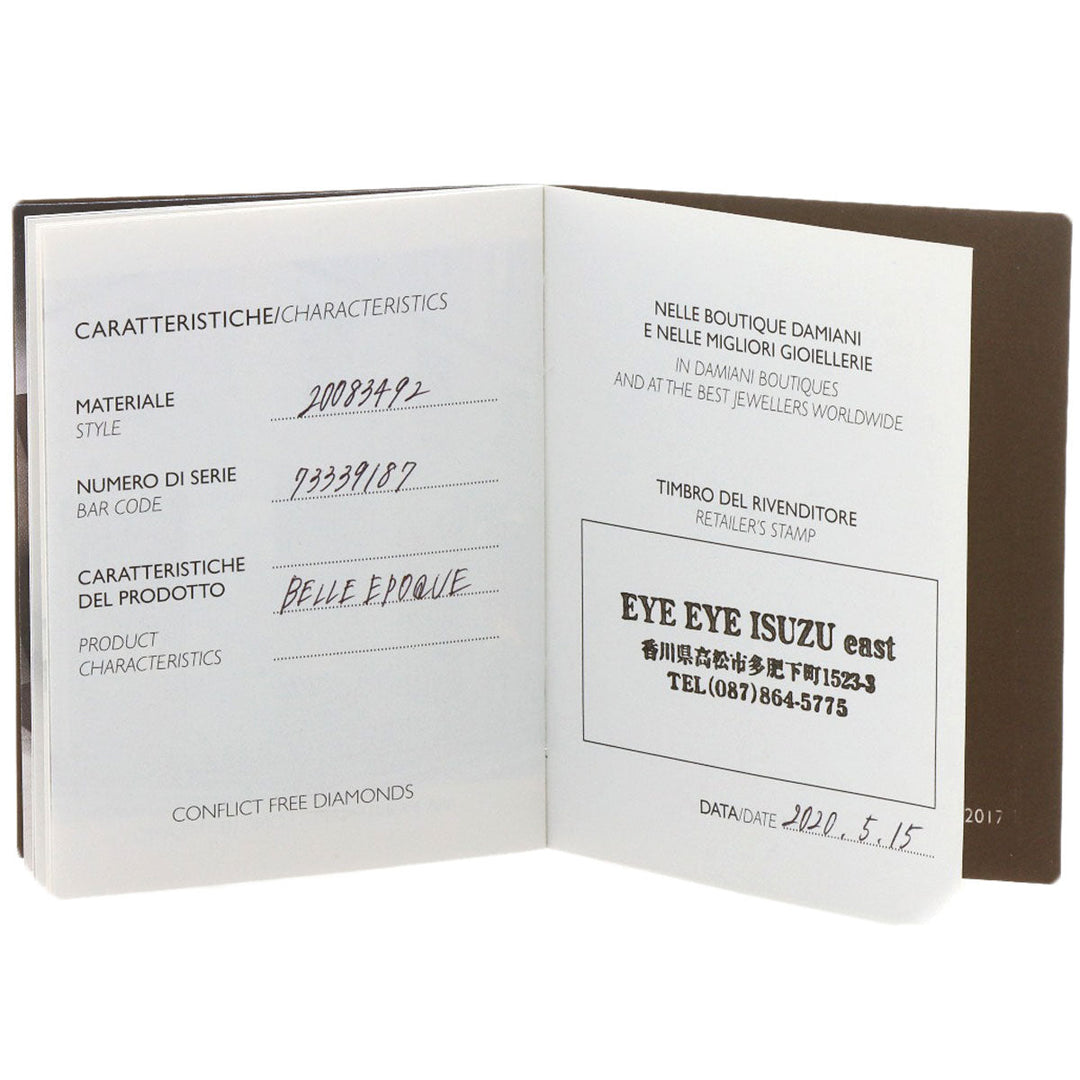 CARATTERISTICHE/CHARACTERISTICS
MATERIALE 20083492
STYLE
NUMERO DI SERIE 73339187
BAR CODE
CARATTERISTICHE
DEL PRODOTTO BELLE EPOQUE
PRODUCT
CHARACTERISTICS
CONFLICT FREE DIAMONDS
NELLE BOUTIQUE DAMIANI
E NELLE MIGLIORI GIOIELLERIE
IN DAMIANI BOUTIQUES
AND AT THE BEST JEWELLERS WORLDWIDE
TIMBRO DEL RIVENDITORE
RETAILER'S STAMP
EYE EYE ISUZU east
香川県高松市多肥下町1523-3
TEL(087)864-5775
DATA/DATE 2020.5.15
2017